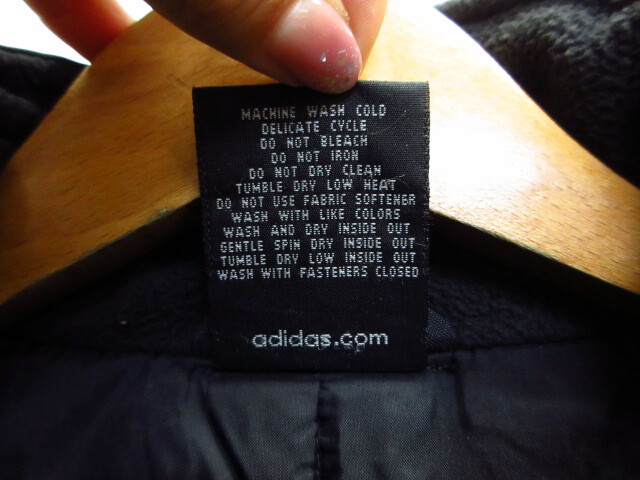 MACHINE WASH COLD
DELICATE CYCLE
DO NOT BLEACH
DO NOT IRON
DO NOT DRY CLEAN
TUMBLE DRY LOW HEAT
DO NOT USE FABRIC SOFTENER
WASH WITH LIKE COLORS
WASH AND DRY INSIDE OUT
GENTLE SPIN DRY INSIDE OUT
TUMBLE DRY LOW INSIDE OUT
WASH WITH FASTENERS CLOSED
adidas.com